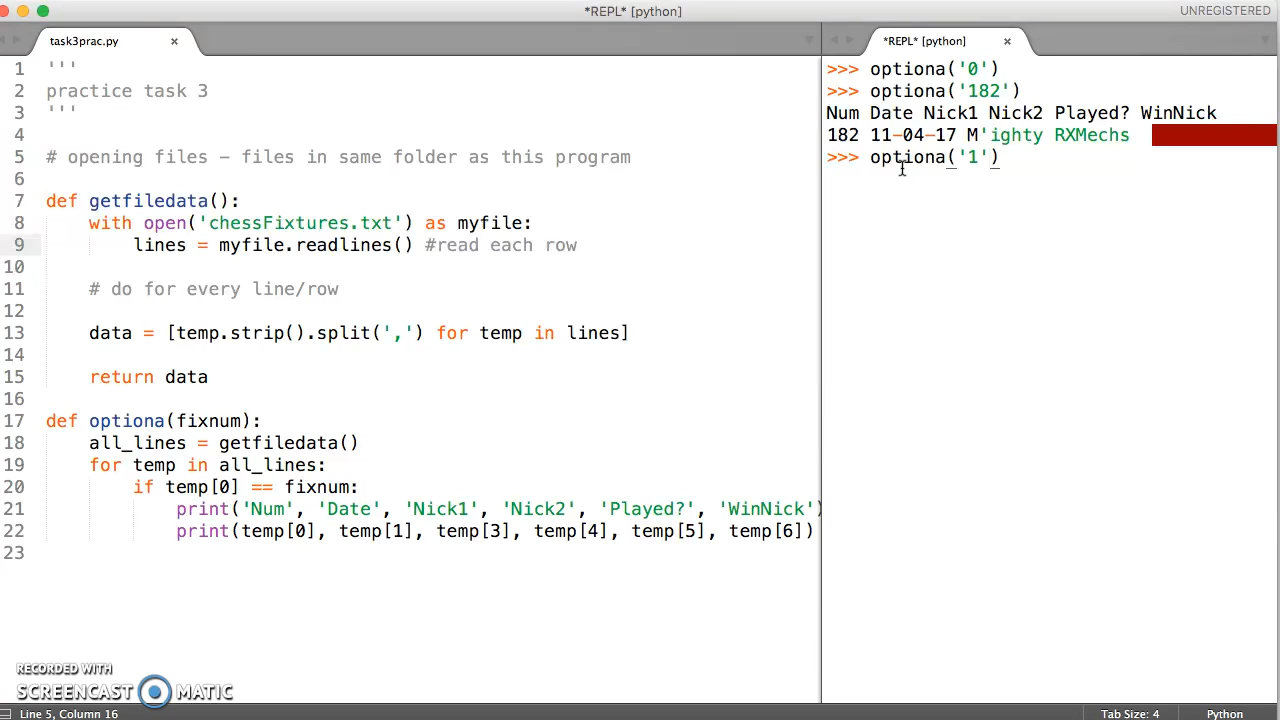 *REPL* [python]
UNREGISTERED
task3prac.py ×
1 '''
2 practice task 3
3 '''
4
5 # opening files - files in same folder as this program
6
7 def getfiledata():
8 with open('chessFixtures.txt') as myfile:
9 lines = myfile.readlines() #read each row
10
11 # do for every line/row
12
13 data = [temp.strip().split(',') for temp in lines]
14
15 return data
16
17 def optiona(fixnum):
18 all_lines = getfiledata()
19 for temp in all_lines:
20 if temp[0] == fixnum:
21 print('Num', 'Date', 'Nick1', 'Nick2', 'Played?', 'WinNick')
22 print(temp[0], temp[1], temp[3], temp[4], temp[5], temp[6])
23
*REPL* [python] ×
>>> optiona('0')
>>> optiona('182')
Num Date Nick1 Nick2 Played? WinNick
182 11-04-17 M'ighty RXMechs
>>> optiona('1')
RECORDED WITH
SCREENCAST MATIC
Line 5, Column 16
Tab Size: 4
Python